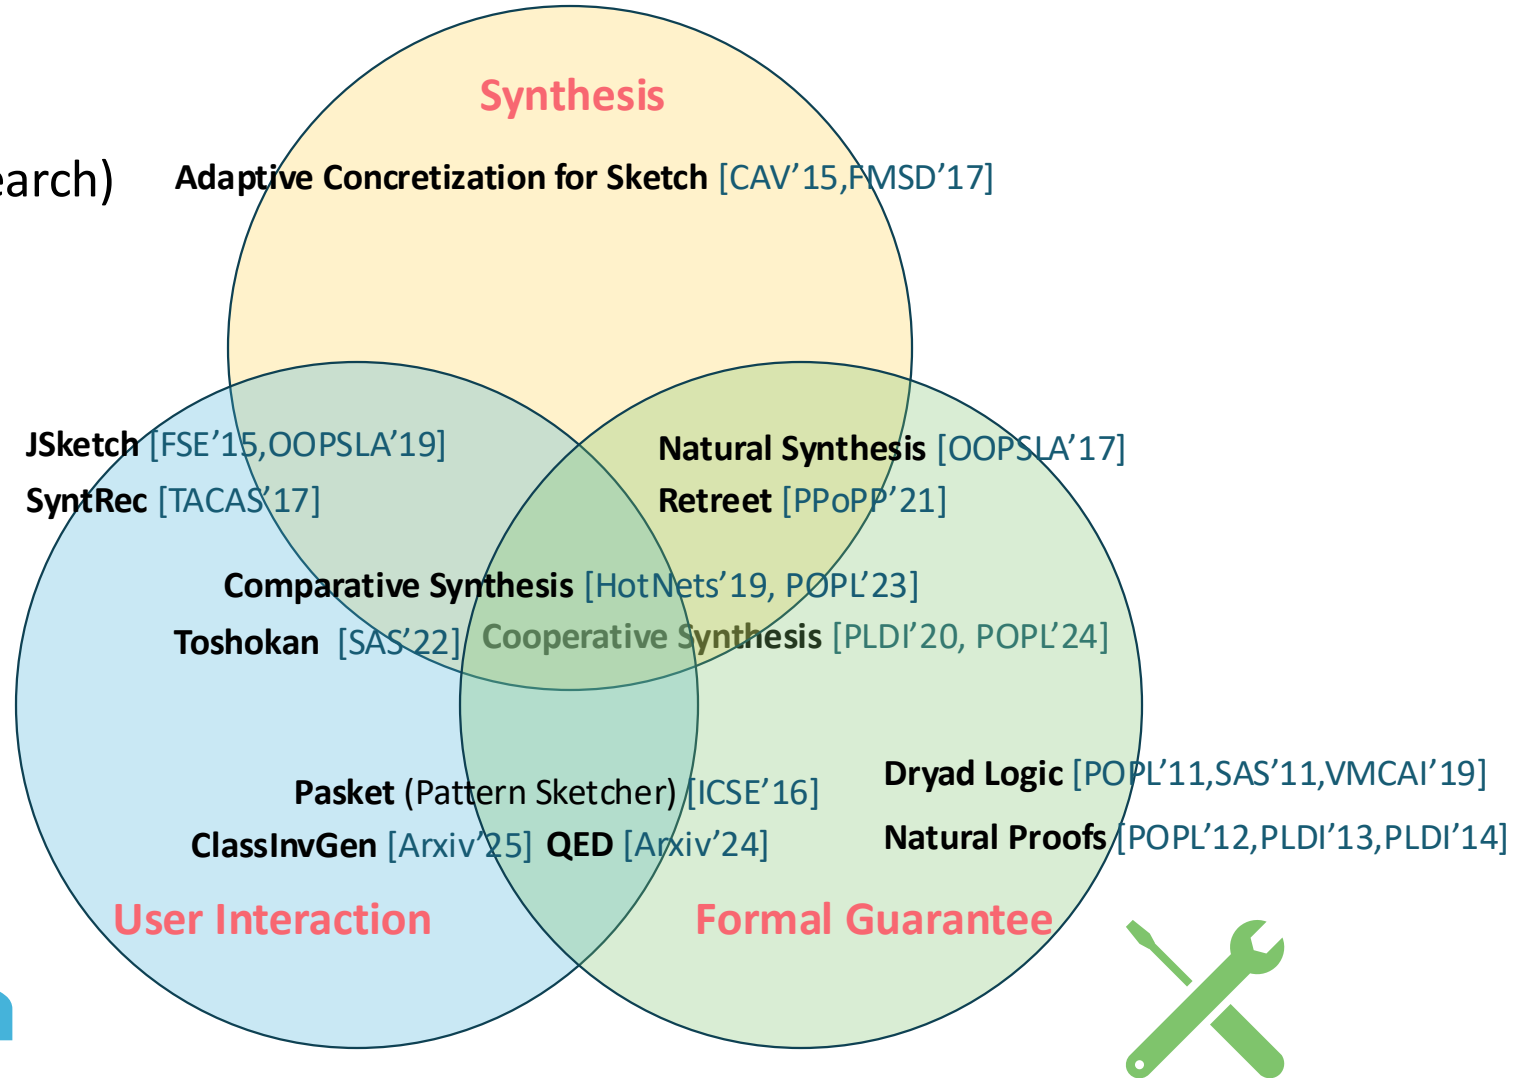 Synthesis
earch)
Adaptive Concretization for Sketch [CAV’15,FMSD’17]
JSketch [FSE’15,OOPSLA’19]
Natural Synthesis [OOPSLA’17]
SyntRec [TACAS’17]
Retreet [PPoPP’21]
Comparative Synthesis [HotNets’19, POPL’23]
Toshokan [SAS’22]
Cooperative Synthesis [PLDI’20, POPL’24]
Dryad Logic [POPL’11,SAS’11,VMCAI’19]
Pasket (Pattern Sketcher) [ICSE’16]
Natural Proofs [POPL’12,PLDI’13,PLDI’14]
ClassInvGen [Arxiv’25] QED [Arxiv’24]
User Interaction
Formal Guarantee